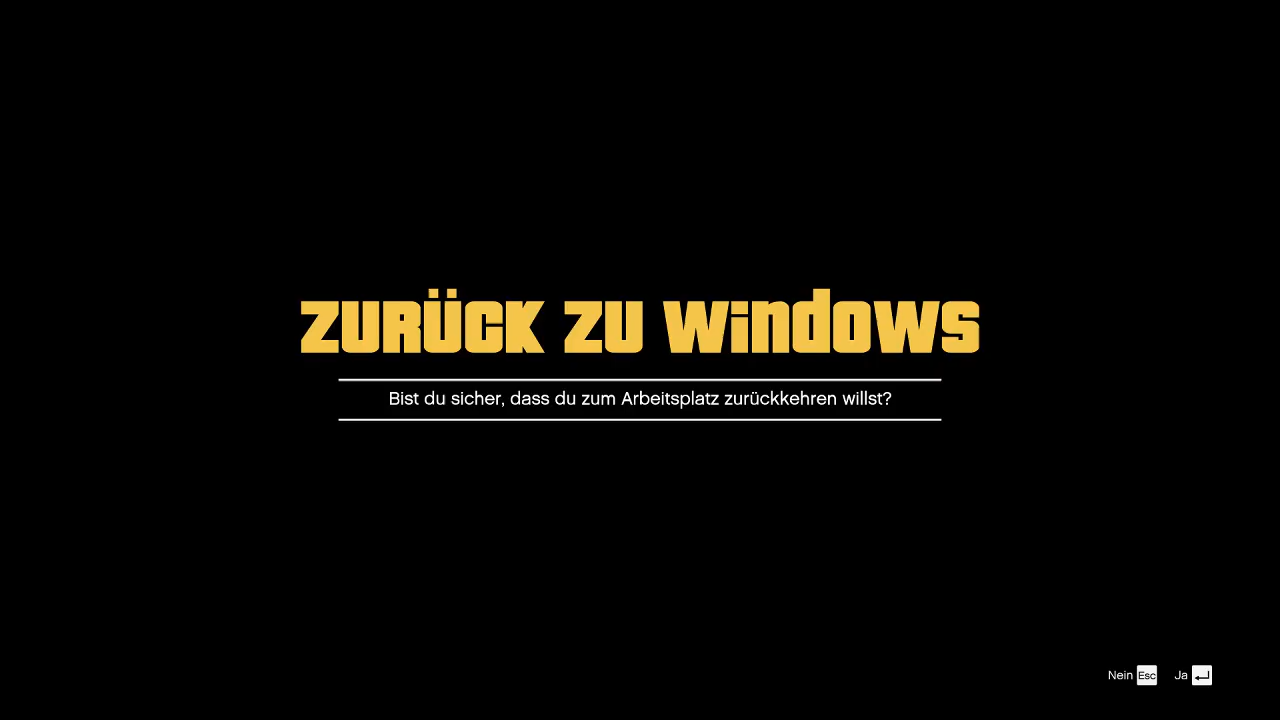 ZURÜCK ZU WINDOWS
Bist du sicher, dass du zum Arbeitsplatz zurückkehren willst?
Nein Esc Ja